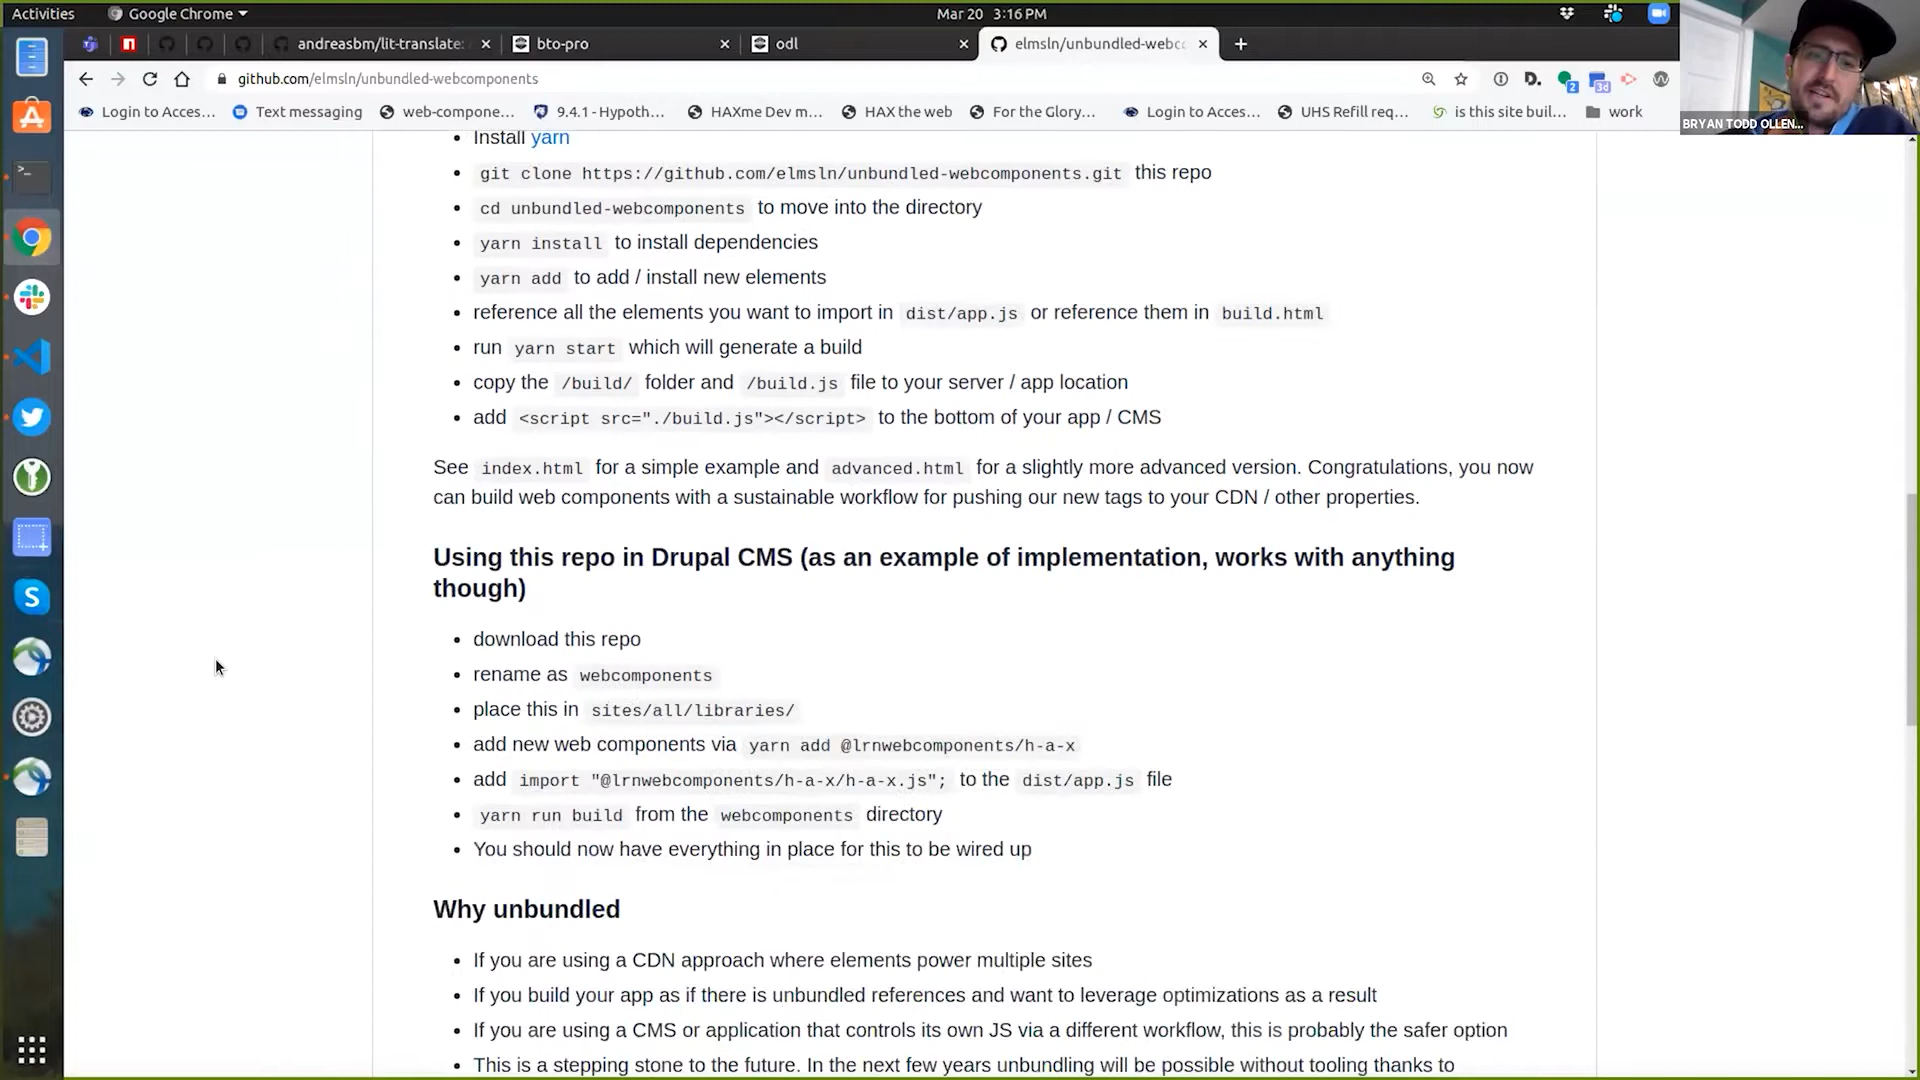 Activities
Google Chrome
Mar 20 3:16 PM
andreasbm/lit-translate:
bto-pro
odl
elmsln/unbundled-webc
github.com/elmsln/unbundled-webcomponents
Login to Acces...
Text messaging
web-compone...
9.4.1 - Hypoth...
HAXme Dev m...
HAX the web
For the Glory...
Login to Acces...
UHS Refill req...
is this site buil...
work
BRYAN TODD OLLEN...
Install yarn
git clone https://github.com/elmsln/unbundled-webcomponents.git this repo
cd unbundled-webcomponents to move into the directory
yarn install to install dependencies
yarn add to add / install new elements
reference all the elements you want to import in dist/app.js or reference them in build.html
run yarn start which will generate a build
copy the /build/ folder and /build.js file to your server / app location
add <script src="./build.js"></script> to the bottom of your app / CMS
See index.html for a simple example and advanced.html for a slightly more advanced version. Congratulations, you now
can build web components with a sustainable workflow for pushing our new tags to your CDN / other properties.
Using this repo in Drupal CMS (as an example of implementation, works with anything
though)
download this repo
rename as webcomponents
place this in sites/all/libraries/
add new web components via yarn add @lrnwebcomponents/h-a-x
add import "@lrnwebcomponents/h-a-x/h-a-x.js"; to the dist/app.js file
yarn run build from the webcomponents directory
You should now have everything in place for this to be wired up
Why unbundled
If you are using a CDN approach where elements power multiple sites
If you build your app as if there is unbundled references and want to leverage optimizations as a result
If you are using a CMS or application that controls its own JS via a different workflow, this is probably the safer option
This is a stepping stone to the future. In the next few years unbundling will be possible without tooling thanks to